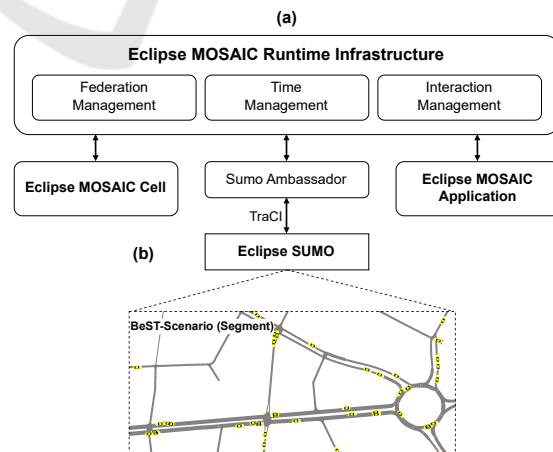 (a)
Eclipse MOSAIC Runtime Infrastructure
Federation
Management
Time
Management
Interaction
Management
Eclipse MOSAIC Cell
Sumo Ambassador
Eclipse MOSAIC
Application
TraCI
(b)
Eclipse SUMO
BeST-Scenario (Segment)